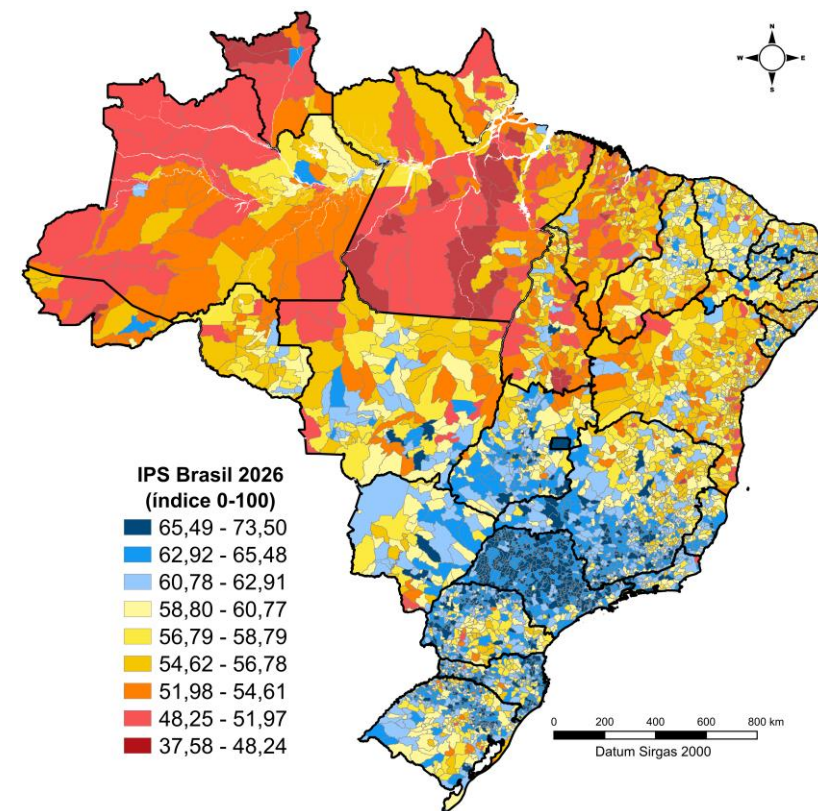 N
W E
S
IPS Brasil 2026
(índice 0-100)
65,49 - 73,50
62,92 - 65,48
60,78 - 62,91
58,80 - 60,77
56,79 - 58,79
54,62 - 56,78
51,98 - 54,61
48,25 - 51,97
37,58 - 48,24
0 200 400 600 800 km
Datum Sirgas 2000